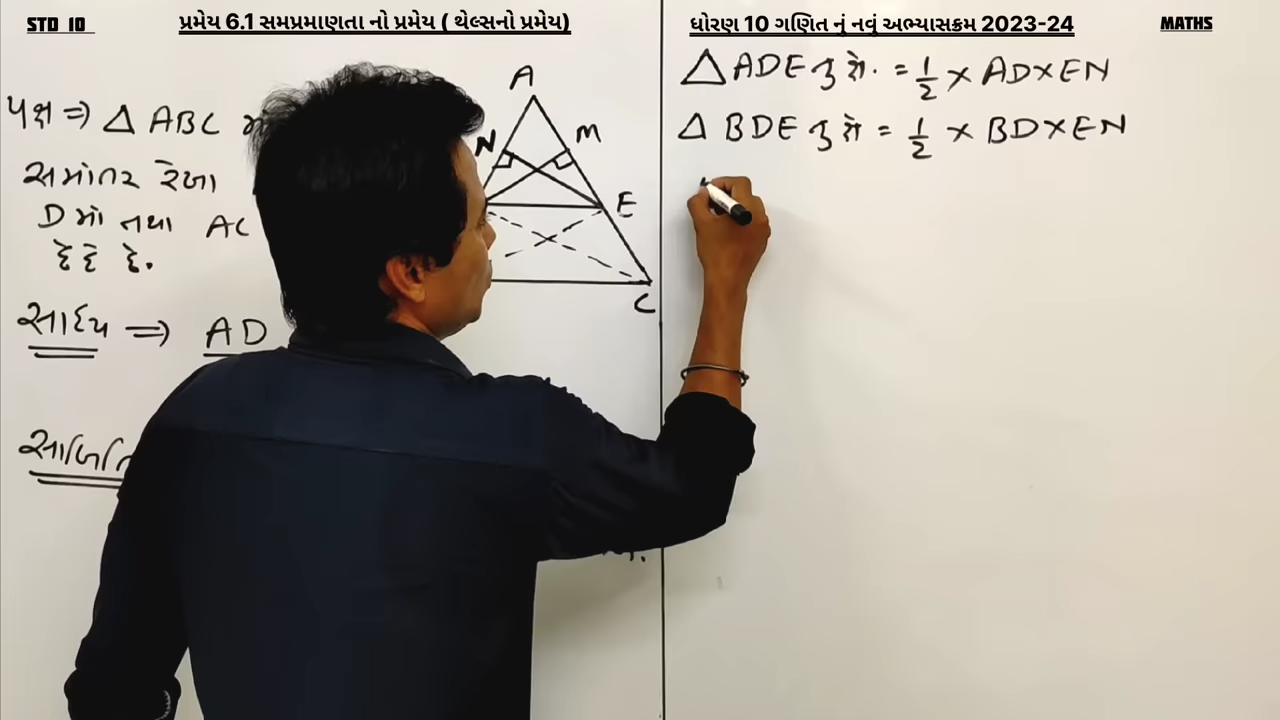 STD 10
પ્રમેય 6.1 સમપ્રમાણતા નો પ્રમેય ( થેલ્સનો પ્રમેય)
ધોરણ 10 ગણિત નું નવું અભ્યાસક્રમ 2023-24
MATHS
પક્ષ ⇒ △ ABC માં
સમાંતર રેખા
D માં તથા AC
છેદે છે.
સાધ્ય ⇒ AD
A
N
M
E
C
△ADE નું ક્ષે. = 1/2 × AD×EN
△ BDE નું ક્ષે = 1/2 × BD×EN